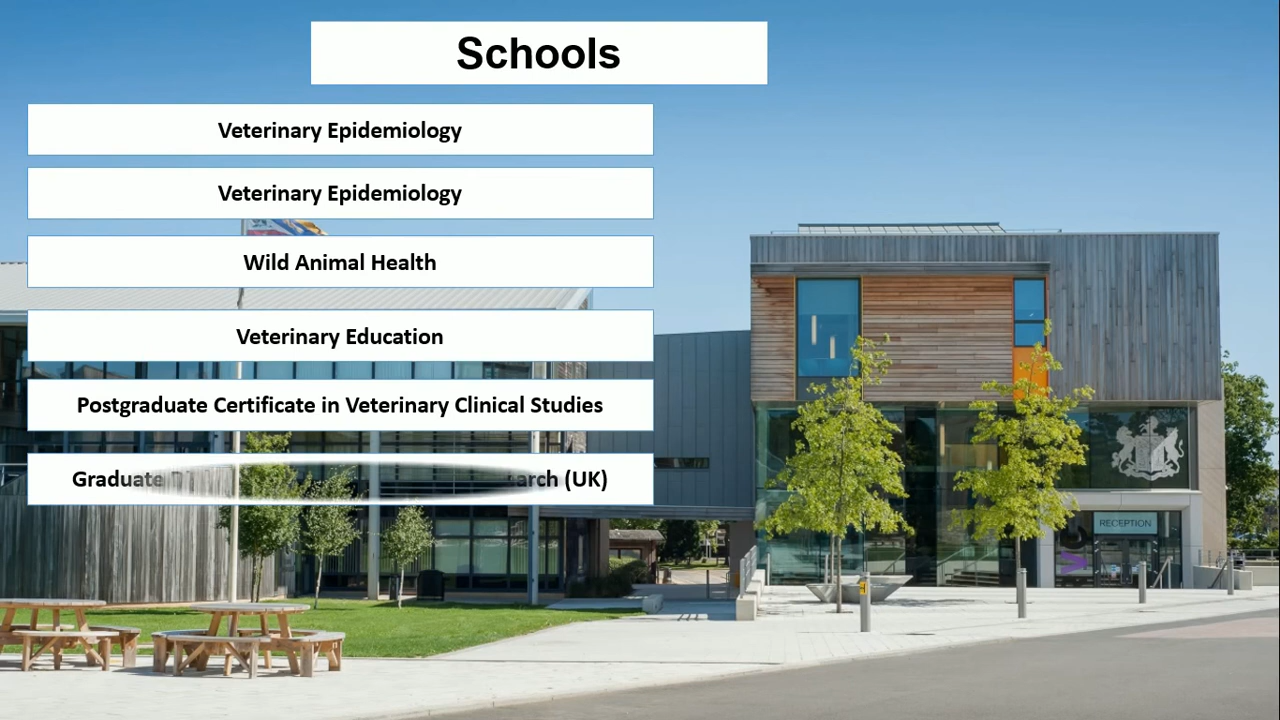 Schools
Veterinary Epidemiology
Veterinary Epidemiology
Wild Animal Health
Veterinary Education
Postgraduate Certificate in Veterinary Clinical Studies
Graduate (UK)
RECEPTION